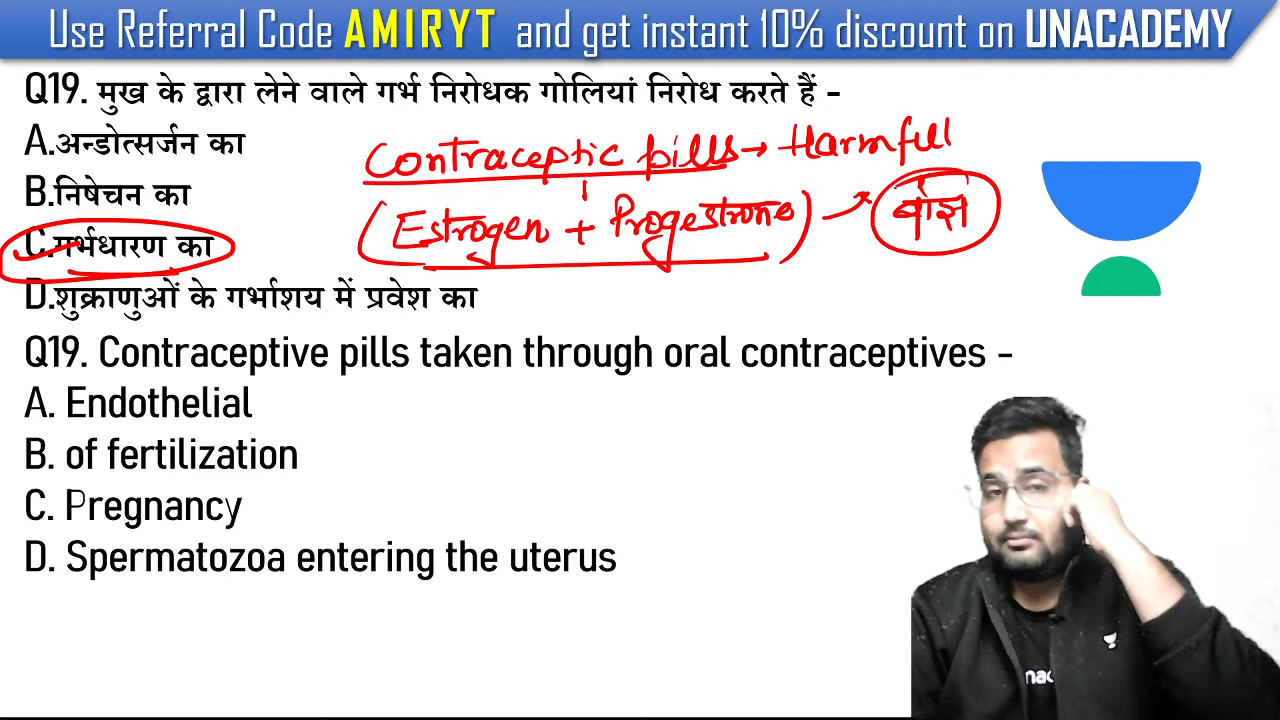 Use Referral Code AMIRYT and get instant 10% discount on UNACADEMY
Q19. मुख के द्वारा लेने वाले गर्भ निरोधक गोलियां निरोध करते हैं -
A.अन्डोत्सर्जन का
B.निषेचन का
C.गर्भधारण का
D.शुक्राणुओं के गर्भाशय में प्रवेश का
Contraceptic pills → Harmful
(Estrogen + Progestrone) → बांझ
Q19. Contraceptive pills taken through oral contraceptives -
A. Endothelial
B. of fertilization
C. Pregnancy
D. Spermatozoa entering the uterus